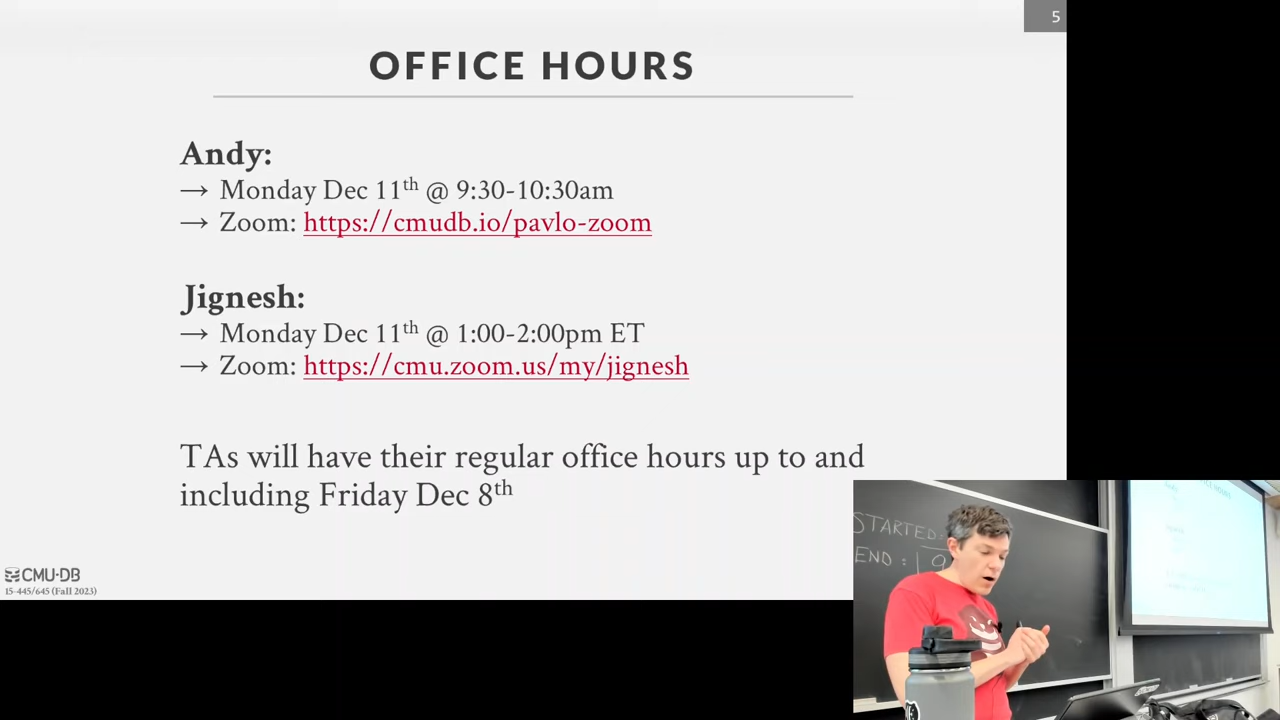 5
OFFICE HOURS
Andy:
→ Monday Dec 11th @ 9:30-10:30am
→ Zoom: https://cmudb.io/pavlo-zoom
Jignesh:
→ Monday Dec 11th @ 1:00-2:00pm ET
→ Zoom: https://cmu.zoom.us/my/jignesh
TAs will have their regular office hours up to and
including Friday Dec 8th
CMU·DB
15-445/645 (Fall 2023)
STARTED:
END: